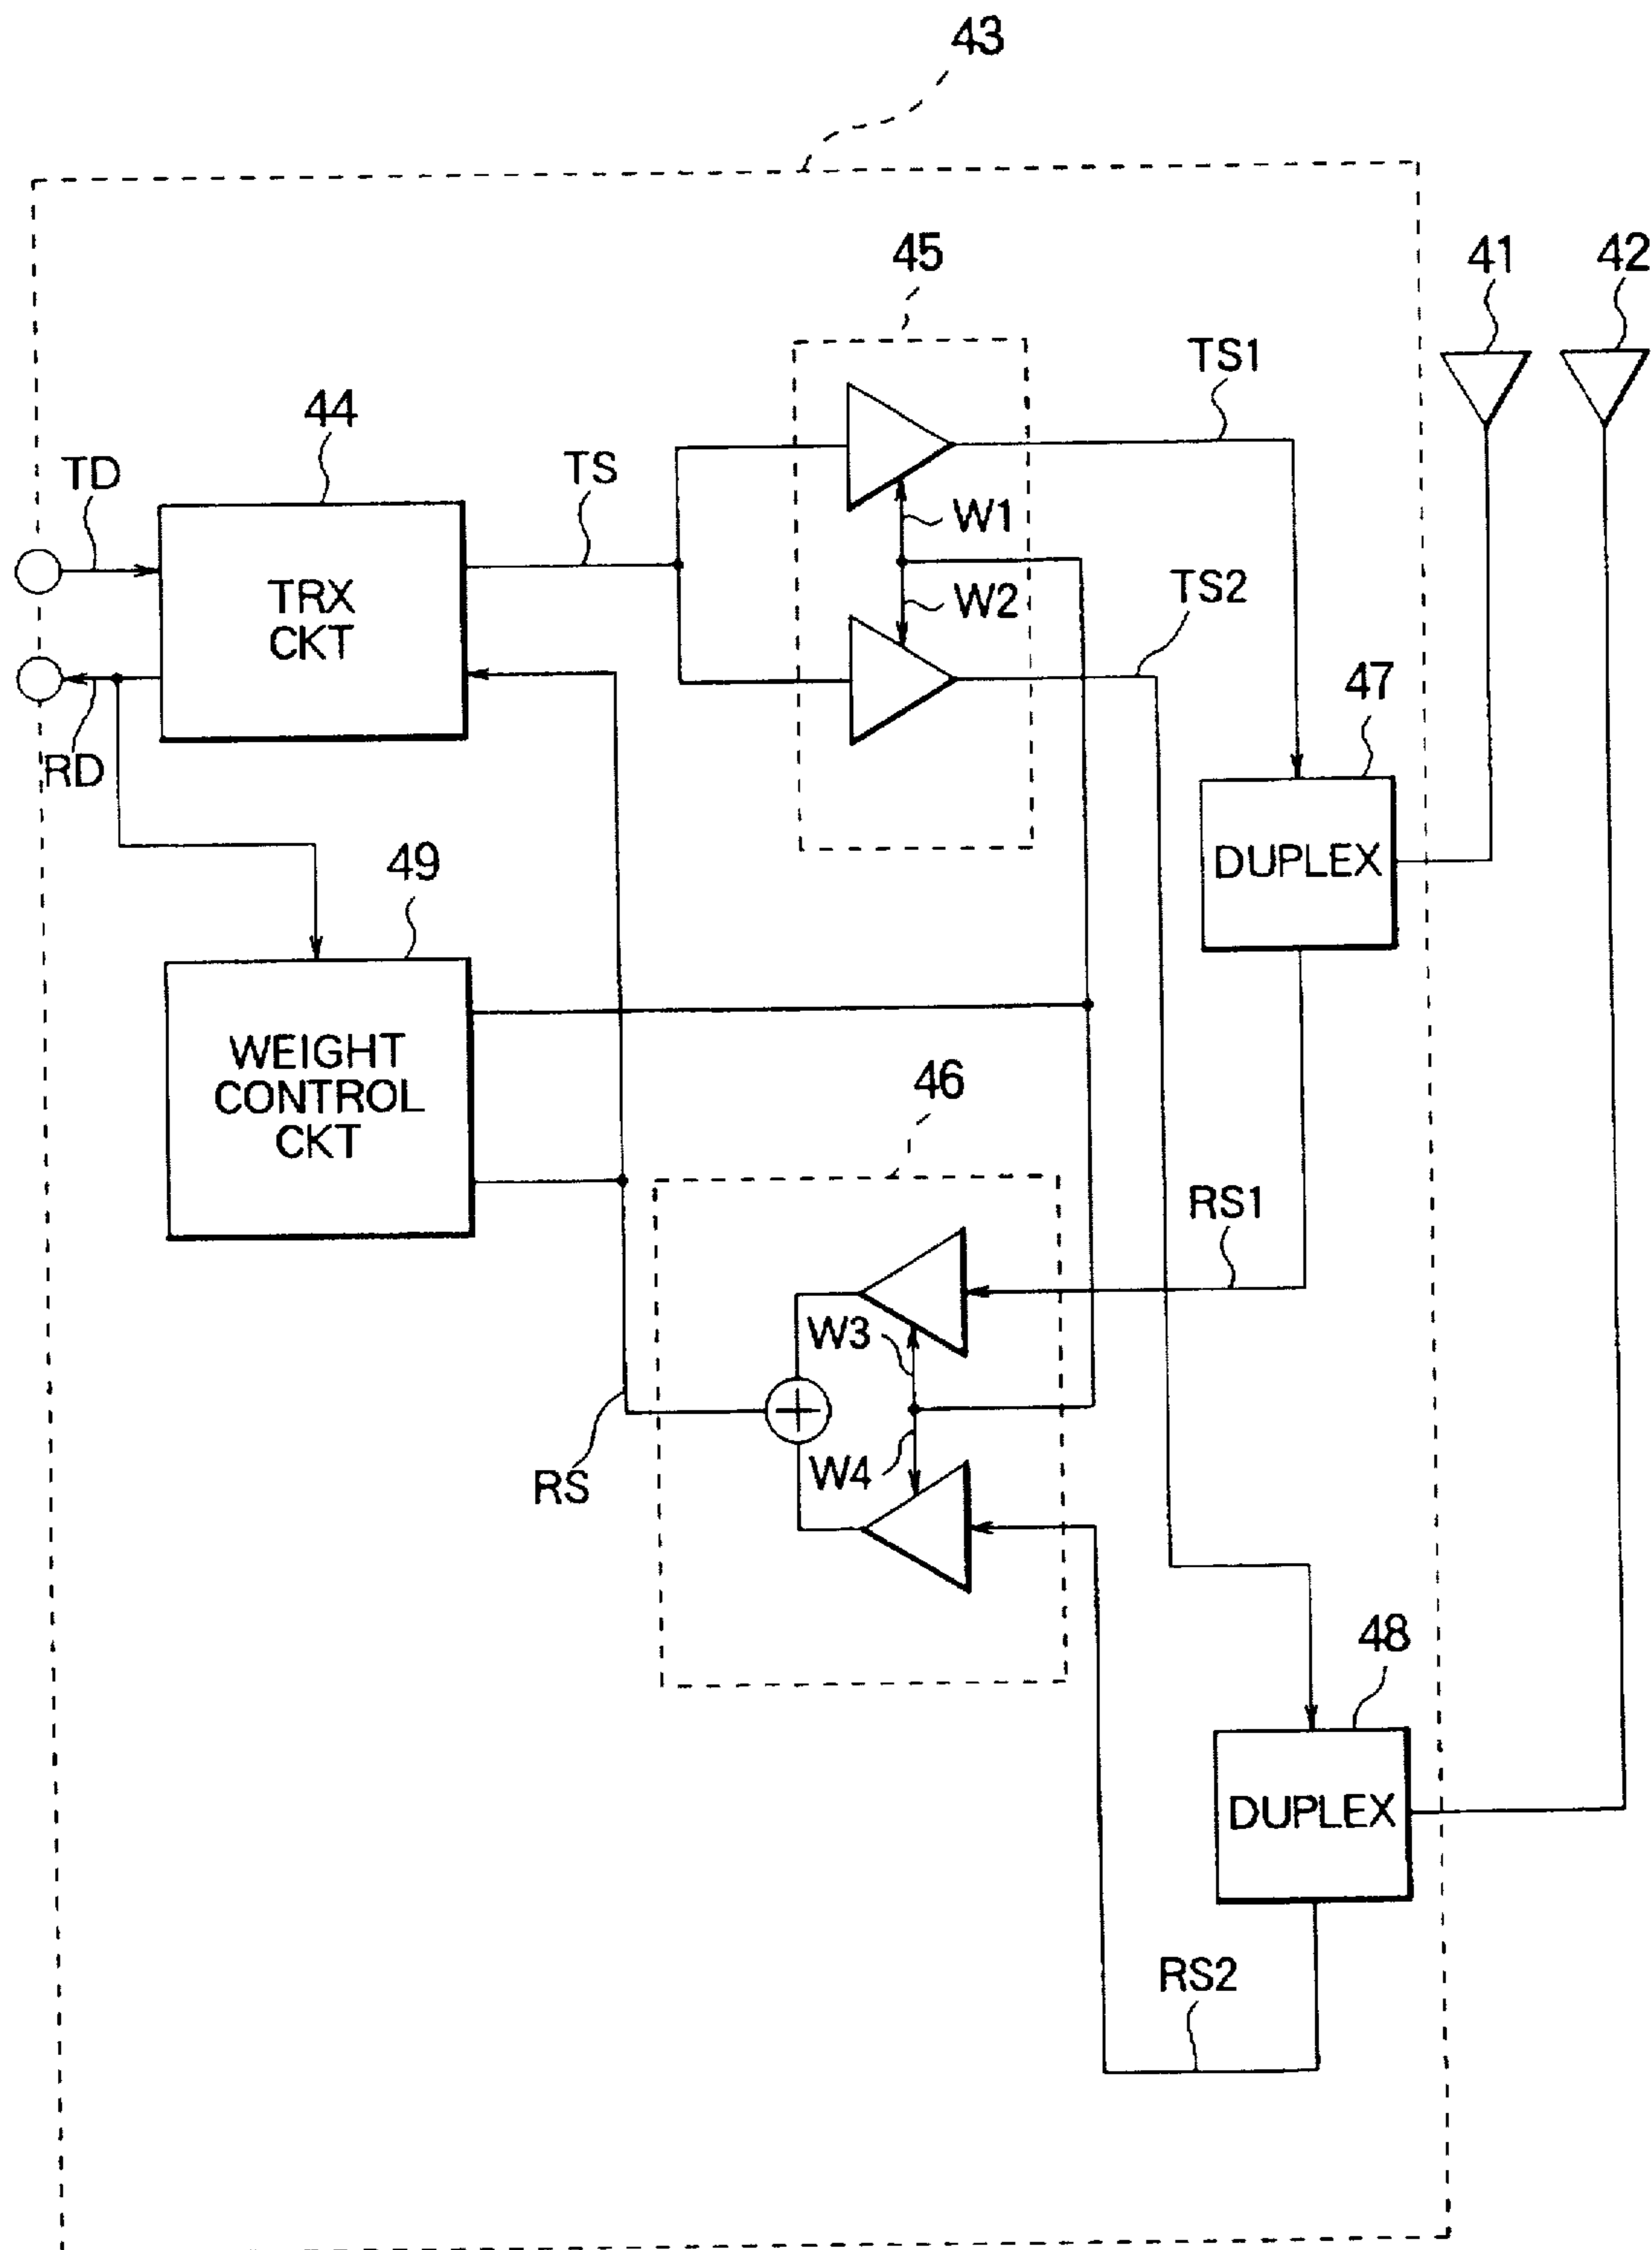 43
45
41
42
TS1
44
TD
TS
W1
TRX
CKT
W2
TS2
47
RD
DUPLEX
49
WEIGHT
CONTROL
CKT
46
RS1
W3
W4
RS
48
DUPLEX
RS2